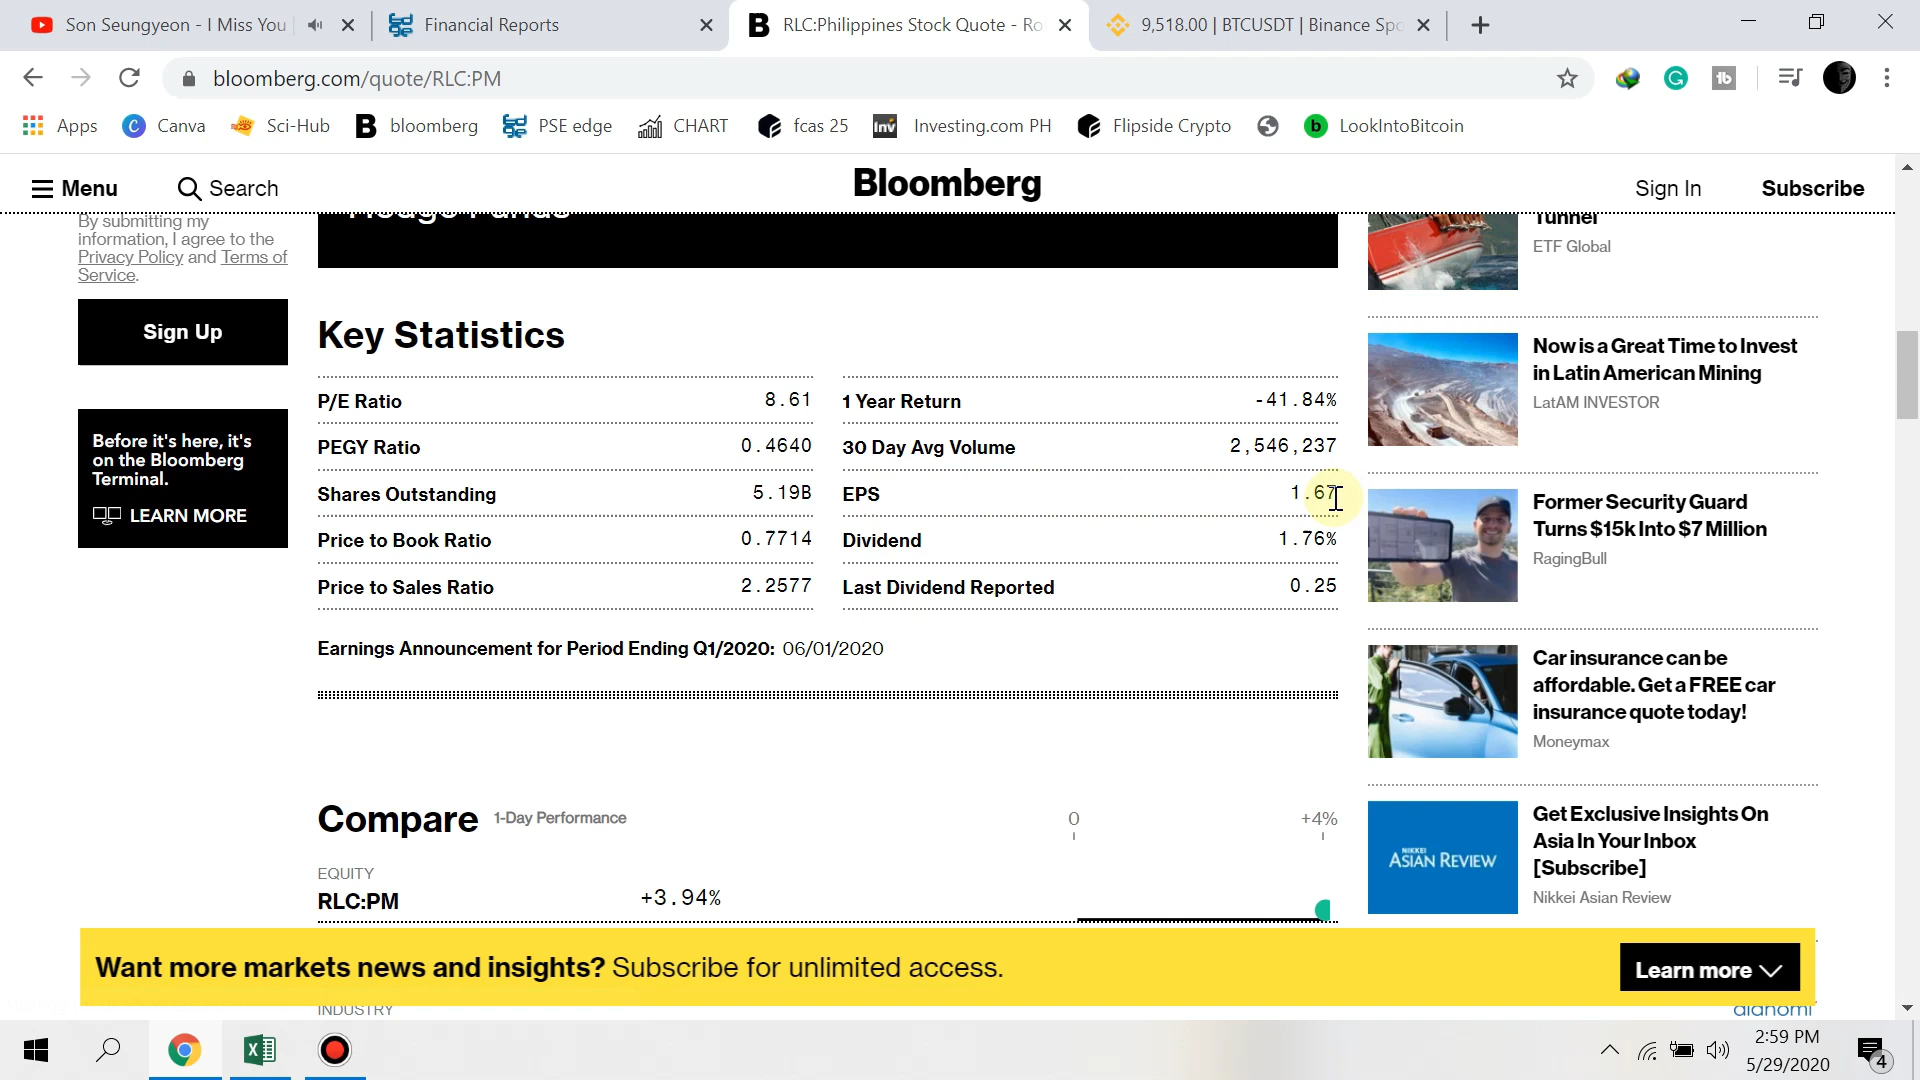 Son Seungyeon - I Miss You
Financial Reports
RLC:Philippines Stock Quote - Ro
9,518.00 | BTCUSDT | Binance Spo
bloomberg.com/quote/RLC:PM
Apps
Canva
Sci-Hub
bloomberg
PSE edge
CHART
fcas 25
Inv
Investing.com PH
Flipside Crypto
LookIntoBitcoin
Menu
Search
Bloomberg
Sign In
Subscribe
By submitting my
information, I agree to the
Privacy Policy and Terms of
Service.
Sign Up
Before it's here, it's
on the Bloomberg
Terminal.
LEARN MORE
Hedge Funds
Key Statistics
P/E Ratio 8.61
PEGY Ratio 0.4640
Shares Outstanding 5.19B
Price to Book Ratio 0.7714
Price to Sales Ratio 2.2577
1 Year Return -41.84%
30 Day Avg Volume 2,546,237
EPS 1.67
Dividend 1.76%
Last Dividend Reported 0.25
Earnings Announcement for Period Ending Q1/2020: 06/01/2020
Compare 1-Day Performance 0 +4%
EQUITY
RLC:PM +3.94%
INDUSTRY
Tunnel
ETF Global
Now is a Great Time to Invest
in Latin American Mining
LatAM INVESTOR
Former Security Guard
Turns $15k Into $7 Million
RagingBull
Car insurance can be
affordable. Get a FREE car
insurance quote today!
Moneymax
NIKKEI
ASIAN REVIEW
Get Exclusive Insights On
Asia In Your Inbox
[Subscribe]
Nikkei Asian Review
dianomi
Want more markets news and insights? Subscribe for unlimited access.
Learn more
2:59 PM
5/29/2020
4